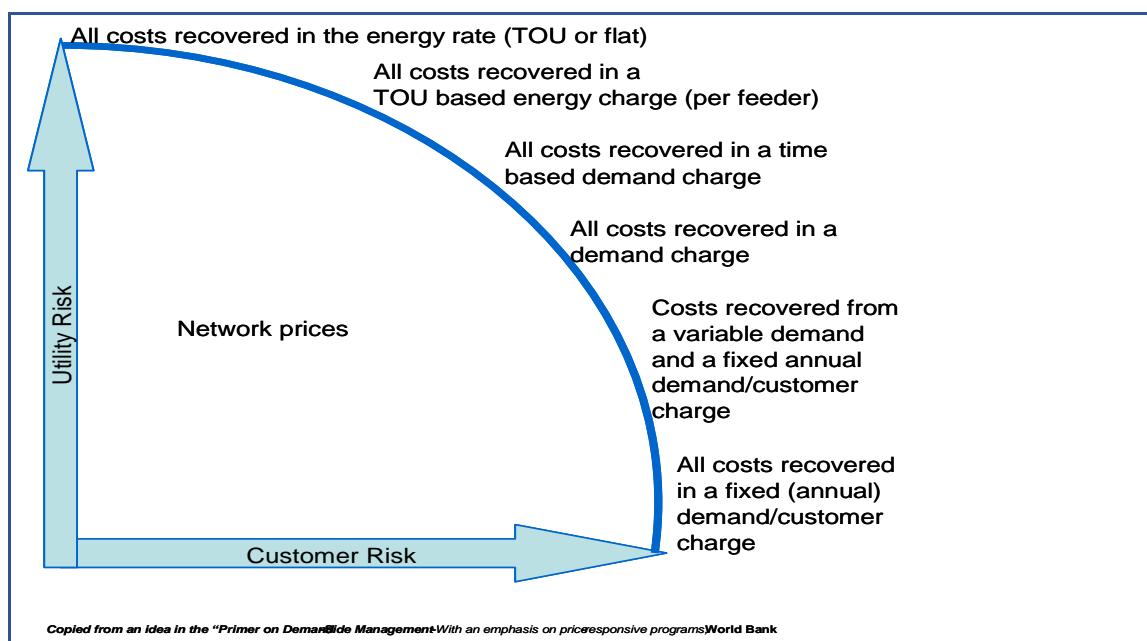 All costs recovered in the energy rate (TOU or flat)
All costs recovered in a
TOU based energy charge (per feeder)
All costs recovered in a time
based demand charge
All costs recovered in a
demand charge
Utility Risk
Network prices
Costs recovered from
a variable demand
and a fixed annual
demand/customer
charge
All costs recovered
in a fixed (annual)
demand/customer
charge
Customer Risk
Copied from an idea in the “Primer on Demand-Side Management-With an emphasis on price-responsive programs, World Bank